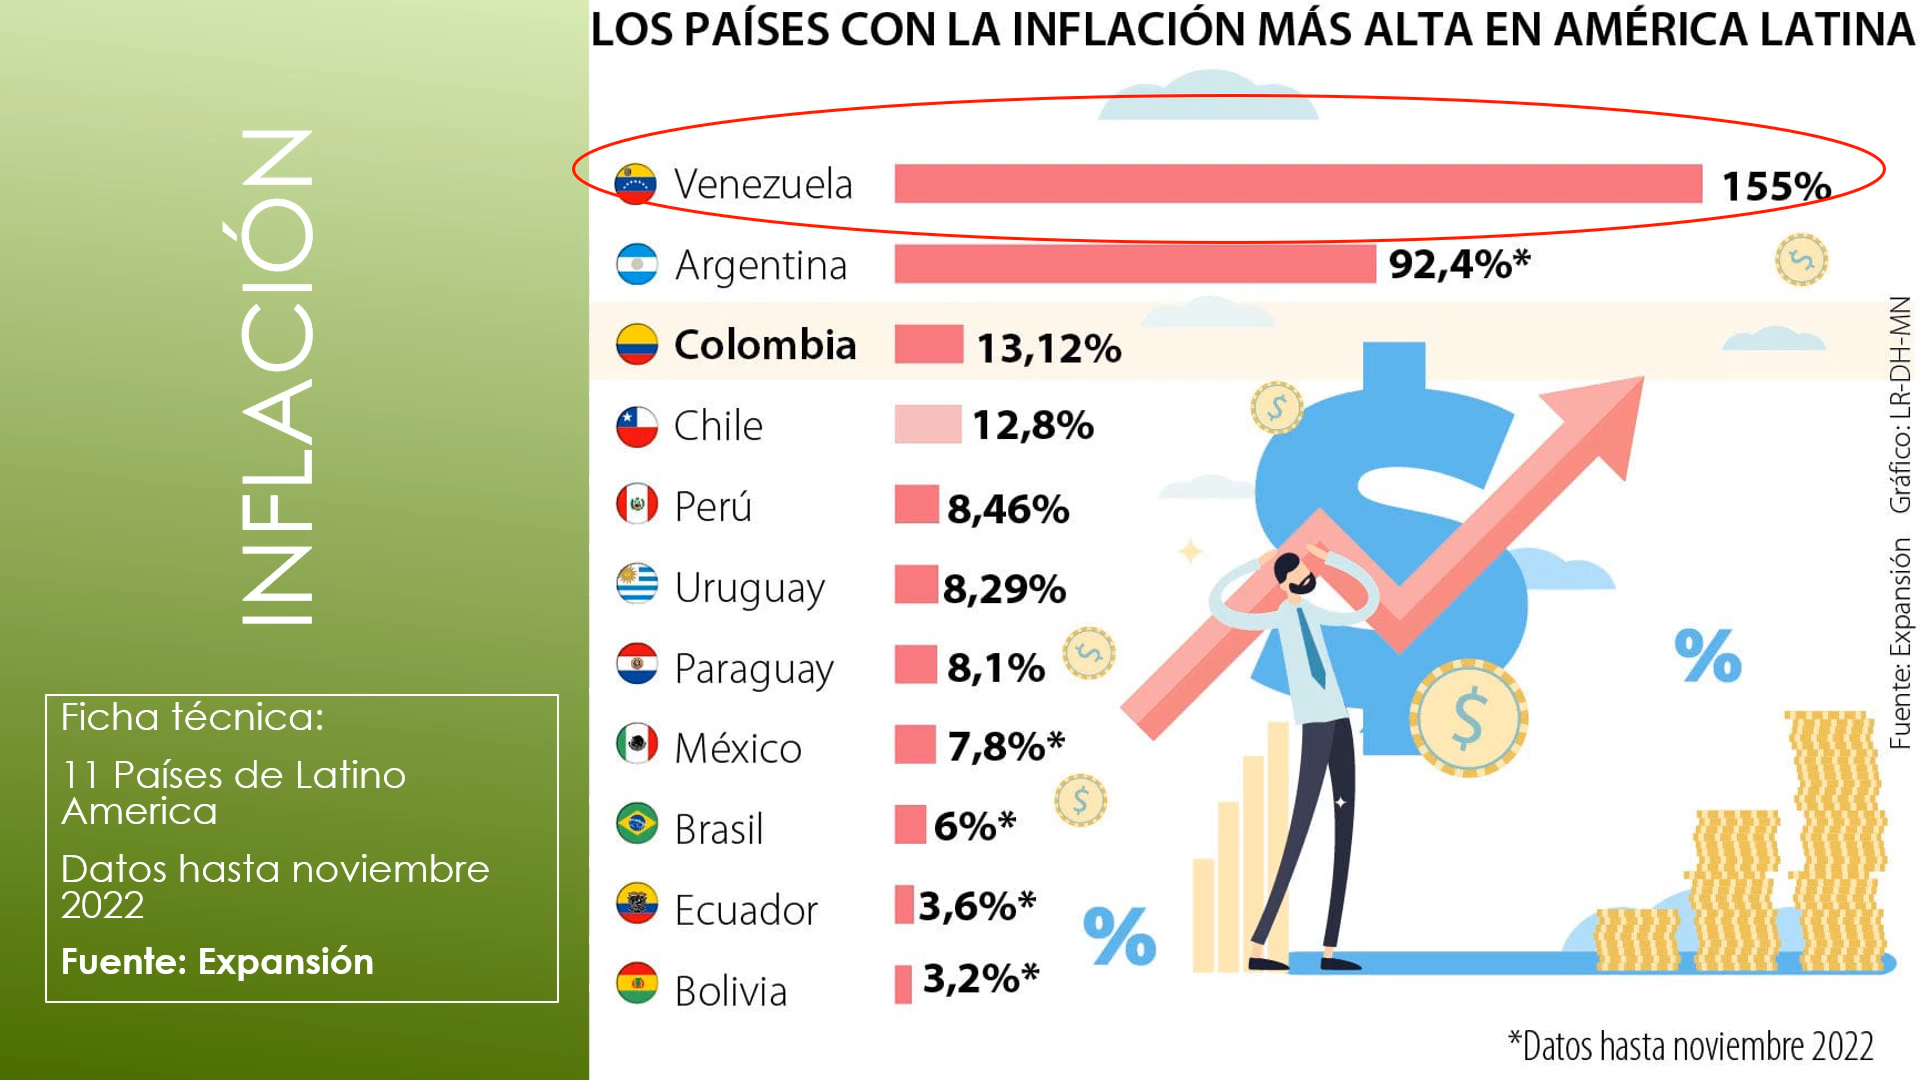 LOS PAÍSES CON LA INFLACIÓN MÁS ALTA EN AMÉRICA LATINA
INFLACIÓN
Ficha técnica:
11 Países de Latino
America
Datos hasta noviembre
2022
Fuente: Expansión
Venezuela 155%
Argentina 92,4%*
Colombia 13,12%
Chile 12,8%
Perú 8,46%
Uruguay 8,29%
Paraguay 8,1%
México 7,8%*
Brasil 6%*
Ecuador 3,6%*
Bolivia 3,2%*
$
$
$
$
$
$
%
%
Fuente: Expansión Gráfico: LR-DH-MN
*Datos hasta noviembre 2022